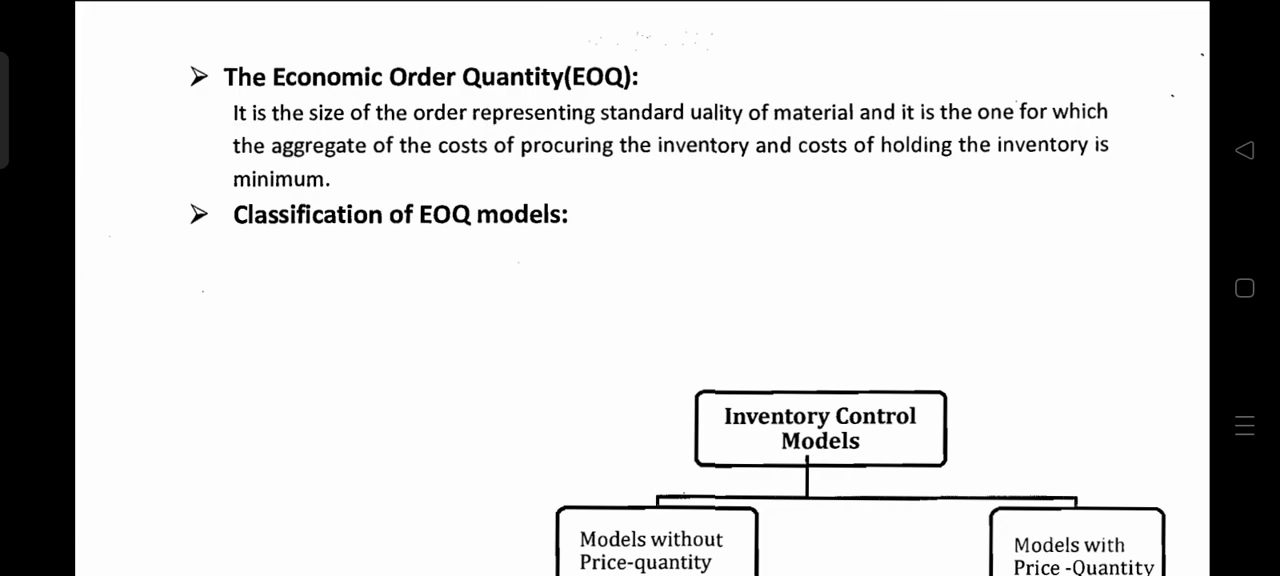 ➢ The Economic Order Quantity(EOQ):
It is the size of the order representing standard uality of material and it is the one for which
the aggregate of the costs of procuring the inventory and costs of holding the inventory is
minimum.
➢ Classification of EOQ models:
Inventory Control
Models
Models without
Price-quantity
Models with
Price -Quantity